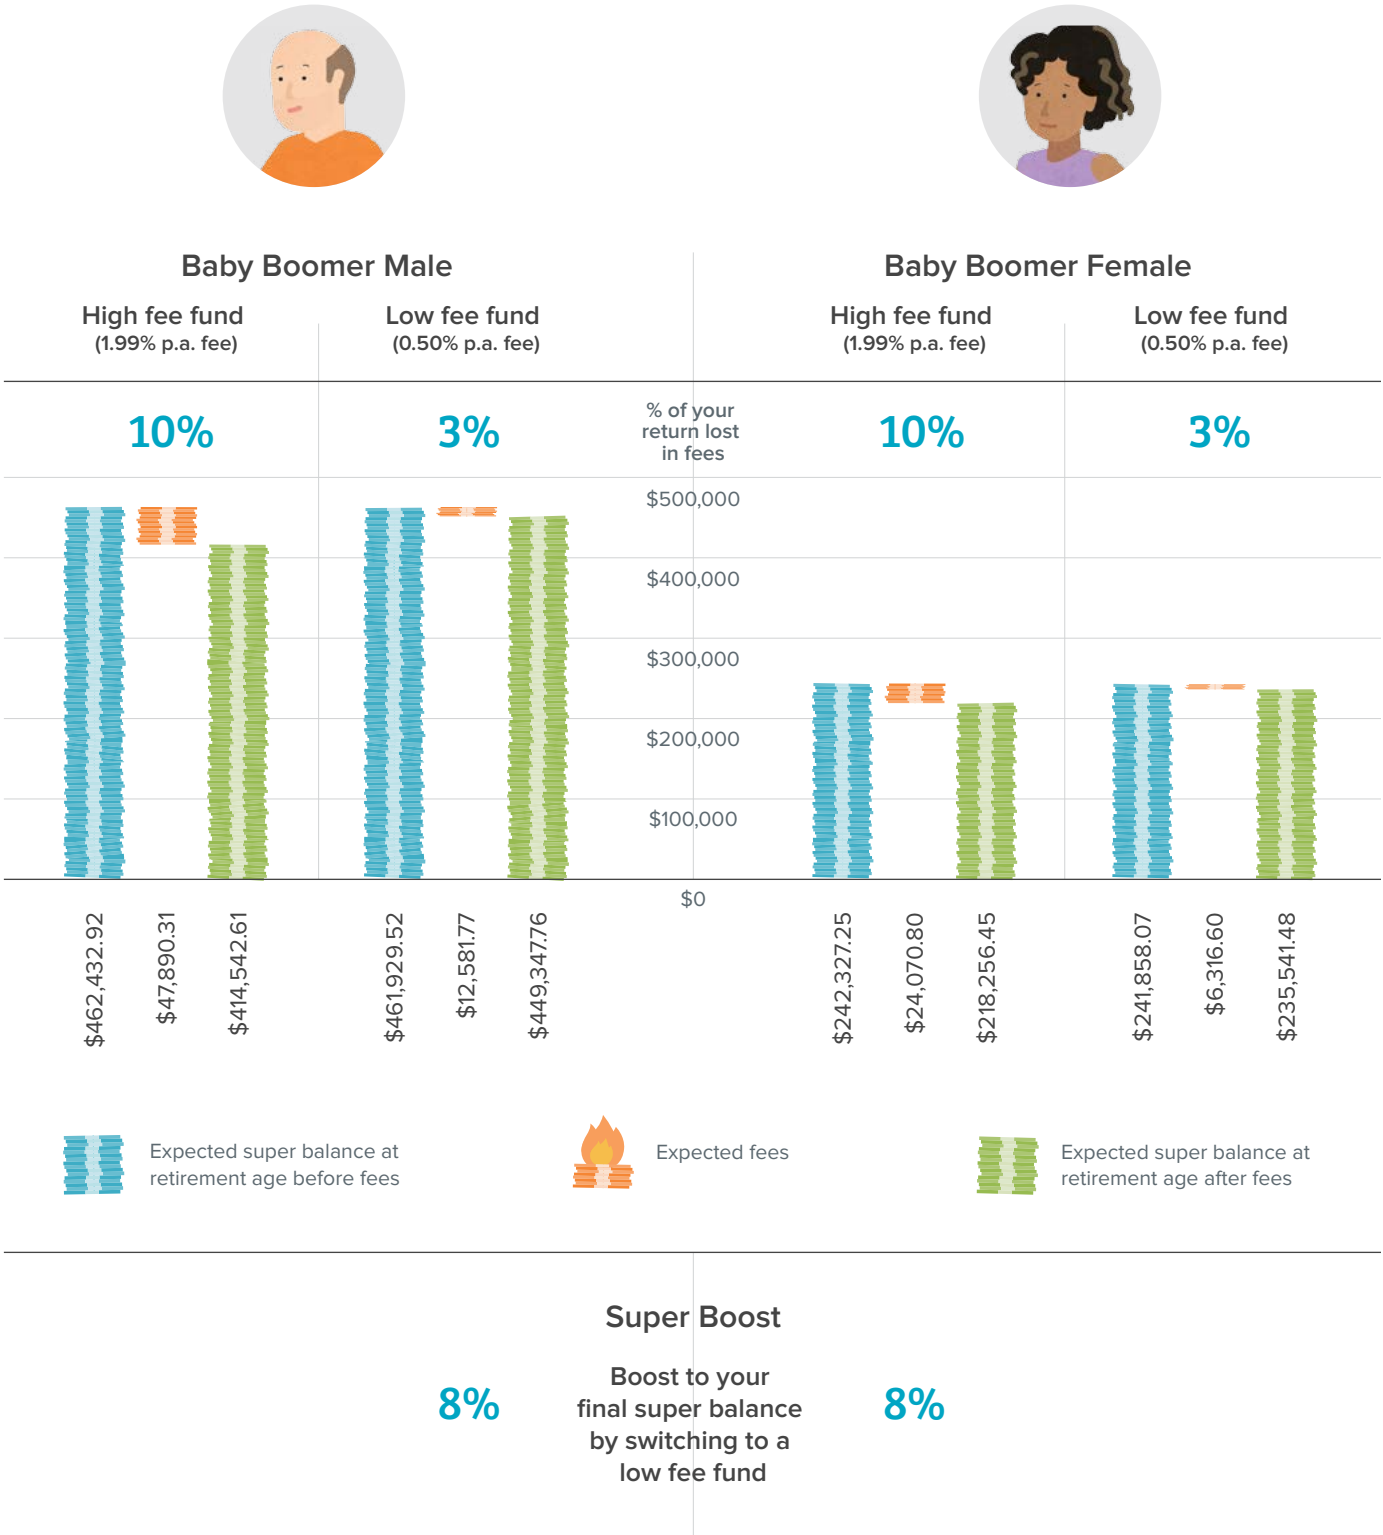 Baby Boomer Male
Baby Boomer Female
High fee fund
(1.99% p.a. fee)
Low fee fund
(0.50% p.a. fee)
High fee fund
(1.99% p.a. fee)
Low fee fund
(0.50% p.a. fee)
10%
3%
% of your
return lost
in fees
10%
3%
$500,000
$400,000
$300,000
$200,000
$100,000
$0
$462,432.92
$47,890.31
$414,542.61
$461,929.52
$12,581.77
$449,347.76
$242,327.25
$24,070.80
$218,256.45
$241,858.07
$6,316.60
$235,541.48
Expected super balance at
retirement age before fees
Expected fees
Expected super balance at
retirement age after fees
Super Boost
8%
Boost to your
final super balance
by switching to a
low fee fund
8%